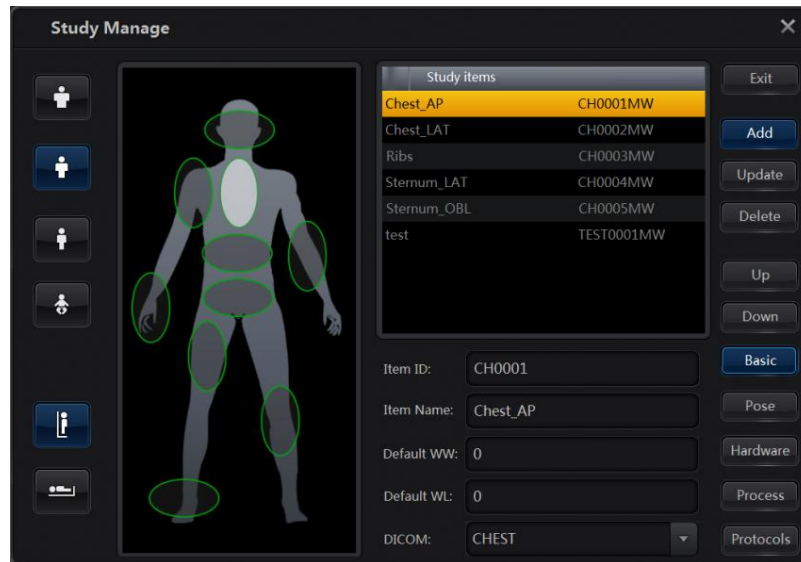 Study Manage
Study items
Chest_AP CH0001MW
Chest_LAT CH0002MW
Ribs CH0003MW
Sternum_LAT CH0004MW
Sternum_OBL CH0005MW
test TEST0001MW
Item ID: CH0001
Item Name: Chest_AP
Default WW: 0
Default WL: 0
DICOM: CHEST
Exit
Add
Update
Delete
Up
Down
Basic
Pose
Hardware
Process
Protocols